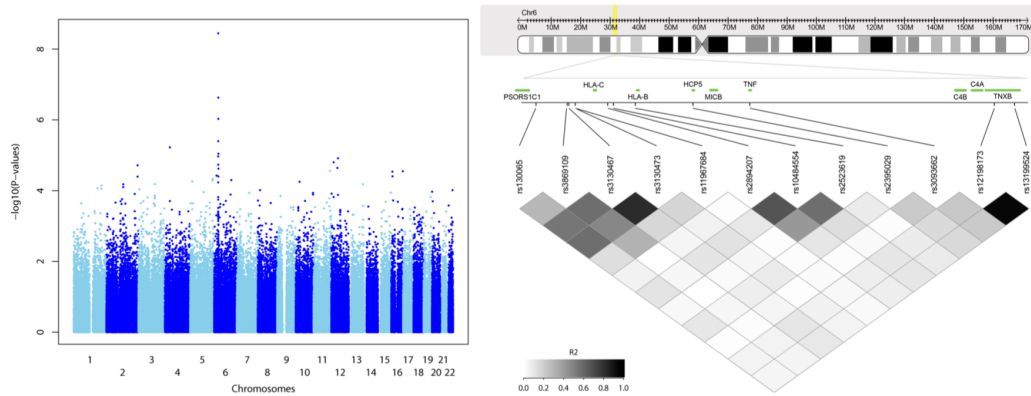 8
6
4
2
0
−log10(P−values)
1 3 5 7 9 11 13 15 17 19 21
2 4 6 8 10 12 14 16 18 20 22
Chromosomes
Chr6
0M 10M 20M 30M 40M 50M 60M 70M 80M 90M 100M 110M 120M 130M 140M 150M 160M 170M
HLA-C HCP5 TNF C4A
PSORS1C1 HLA-B MICB C4B TNXB
rs130065
rs3869109
rs3130467
rs3130473
rs11967684
rs2894207
rs10484554
rs2523619
rs2395029
rs3093662
rs12198173
rs13199524
R2
0.0 0.2 0.4 0.6 0.8 1.0